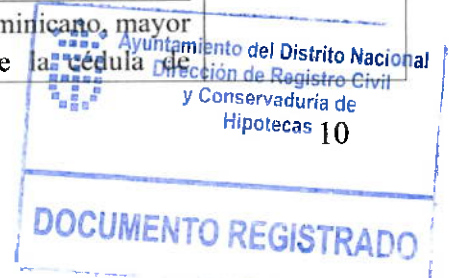 minicano, mayor
e la cédula de
Ayuntamiento del Distrito Nacional
Dirección de Registro Civil
y Conservaduría de
Hipotecas 10
DOCUMENTO REGISTRADO